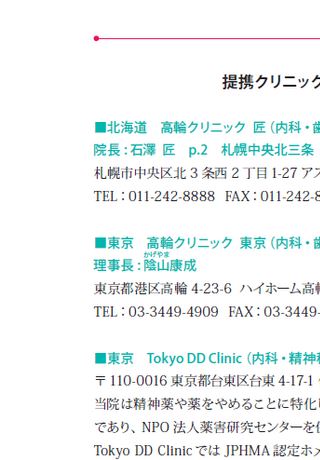 提携クリニック
■北海道　高輪クリニック 匠（内科・歯
院長：石澤 匠　p.2　札幌中央北三条
札幌市中央区北 3 条西 2 丁目 1-27 アス
TEL：011-242-8888　FAX：011-242-8
■東京　高輪クリニック 東京（内科・歯
かげやま
理事長：陰山康成
東京都港区高輪 4-23-6　ハイホーム高輪
TEL：03-3449-4909　FAX：03-3449-
■東京　Tokyo DD Clinic（内科・精神科
〒110-0016 東京都台東区台東 4-17-1
当院は精神薬や薬をやめることに特化し
であり、NPO 法人薬害研究センターを
Tokyo DD Clinic では JPHMA 認定ホメ